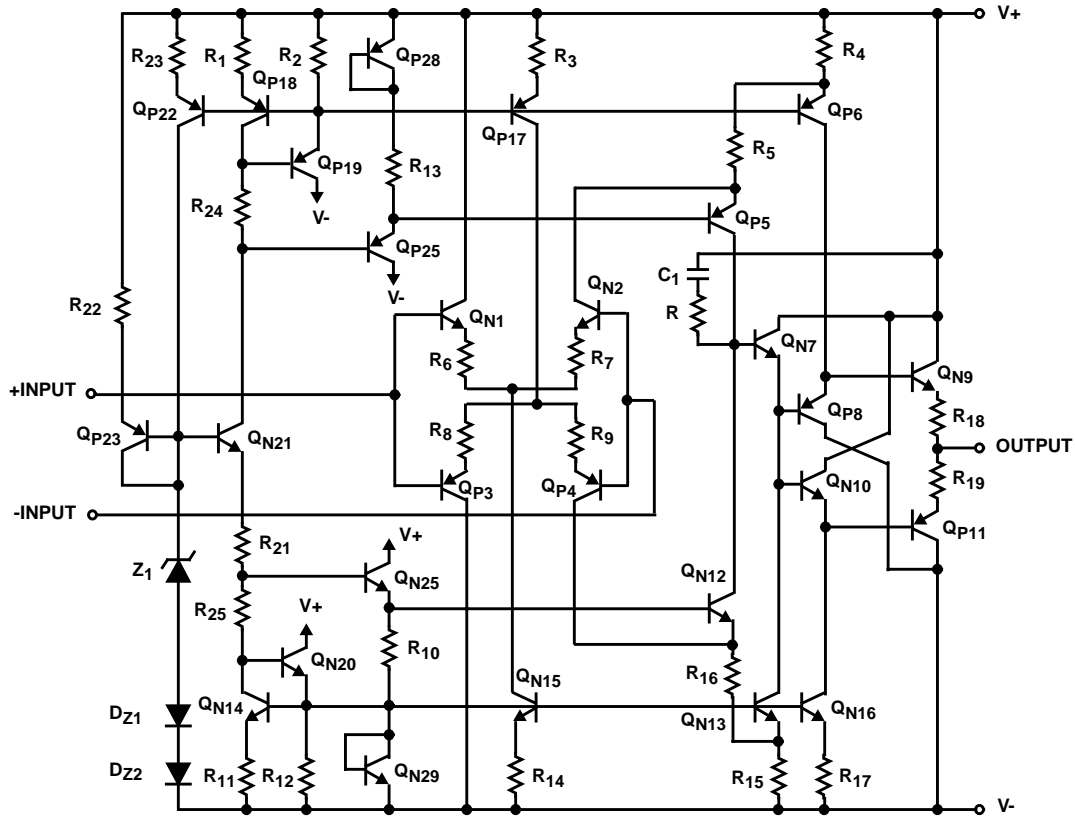 V+
R23
R1
R2
QP28
R3
R4
QP18
QP22
QP17
QP6
R5
QP19
R13
R24
V-
QP5
QP25
V-
C1
QN2
R22
R
QN1
QN7
R6
R7
QN9
+INPUT
QP8
R18
QP23
QN21
R8
R9
OUTPUT
QP3
QP4
QN10
R19
-INPUT
QP11
R21
V+
Z1
QN25
QN12
R25
V+
R10
QN20
QN15
R16
QN14
DZ1
QN13
QN16
DZ2
R11
R12
QN29
R14
R15
R17
V-